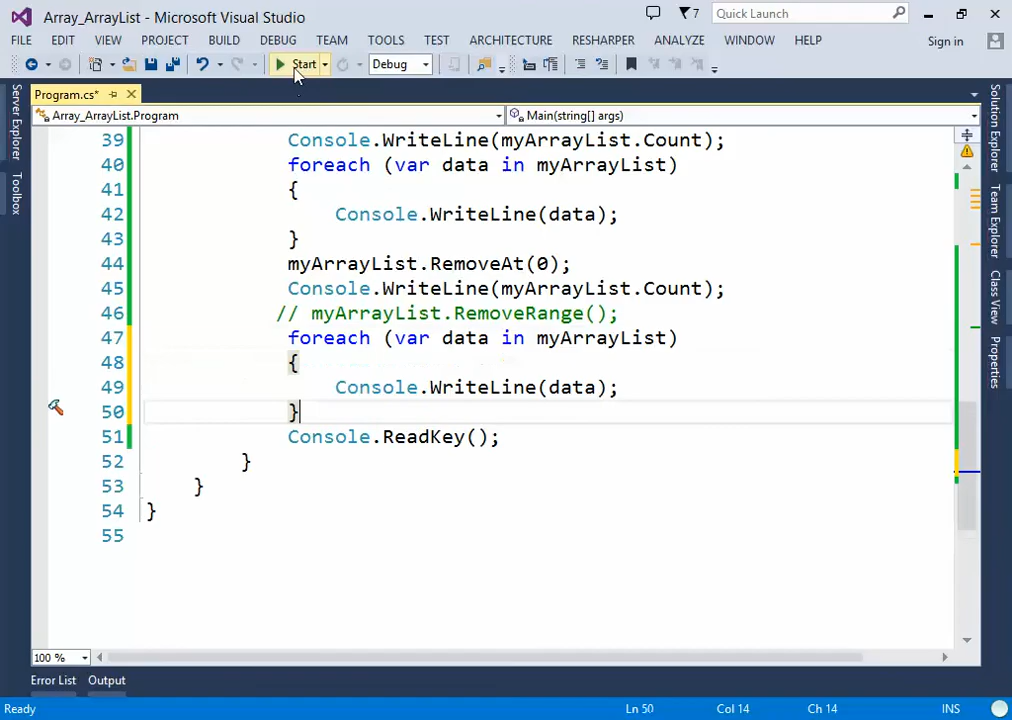 Array_ArrayList - Microsoft Visual Studio
7
Quick Launch
FILE EDIT VIEW PROJECT BUILD DEBUG TEAM TOOLS TEST ARCHITECTURE RESHARPER ANALYZE WINDOW HELP
Sign in
Start
Debug
Program.cs*
Array_ArrayList.Program
Main(string[] args)
Server Explorer
Toolbox
39 Console.WriteLine(myArrayList.Count);
40 foreach (var data in myArrayList)
41 {
42 Console.WriteLine(data);
43 }
44 myArrayList.RemoveAt(0);
45 Console.WriteLine(myArrayList.Count);
46 // myArrayList.RemoveRange();
47 foreach (var data in myArrayList)
48 {
49 Console.WriteLine(data);
50 }
51 Console.ReadKey();
52 }
53 }
54 }
55
Solution Explorer
Team Explorer
Class View
Properties
100 %
Error List Output
Ready
Ln 50 Col 14 Ch 14 INS